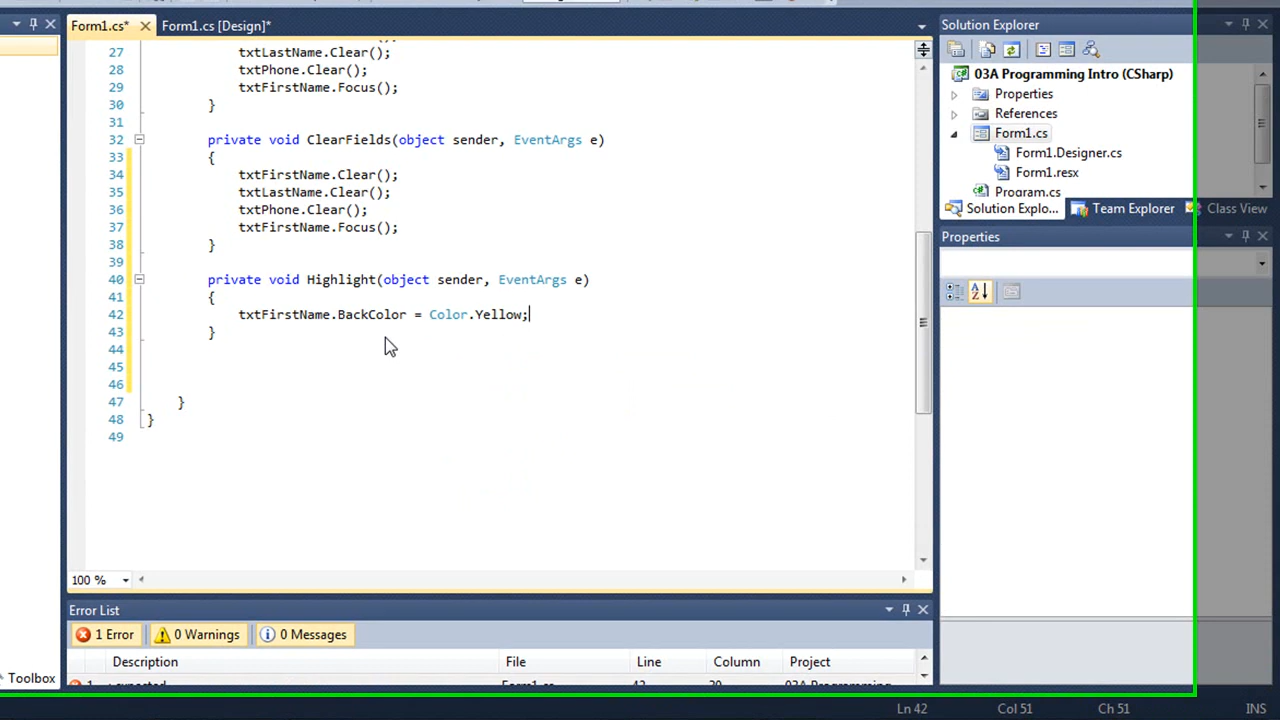 Form1.cs* Form1.cs [Design]*
27 txtLastName.Clear();
28 txtPhone.Clear();
29 txtFirstName.Focus();
30 }
31
32 private void ClearFields(object sender, EventArgs e)
33 {
34 txtFirstName.Clear();
35 txtLastName.Clear();
36 txtPhone.Clear();
37 txtFirstName.Focus();
38 }
39
40 private void Highlight(object sender, EventArgs e)
41 {
42 txtFirstName.BackColor = Color.Yellow;
43 }
44
45
46
47 }
48 }
49
100 %
Error List
1 Error 0 Warnings 0 Messages
Description File Line Column Project
Toolbox
Solution Explorer
03A Programming Intro (CSharp)
Properties
References
Form1.cs
Form1.Designer.cs
Form1.resx
Program.cs
Solution Explo... Team Explorer Class View
Properties
Ln 42 Col 51 Ch 51 INS